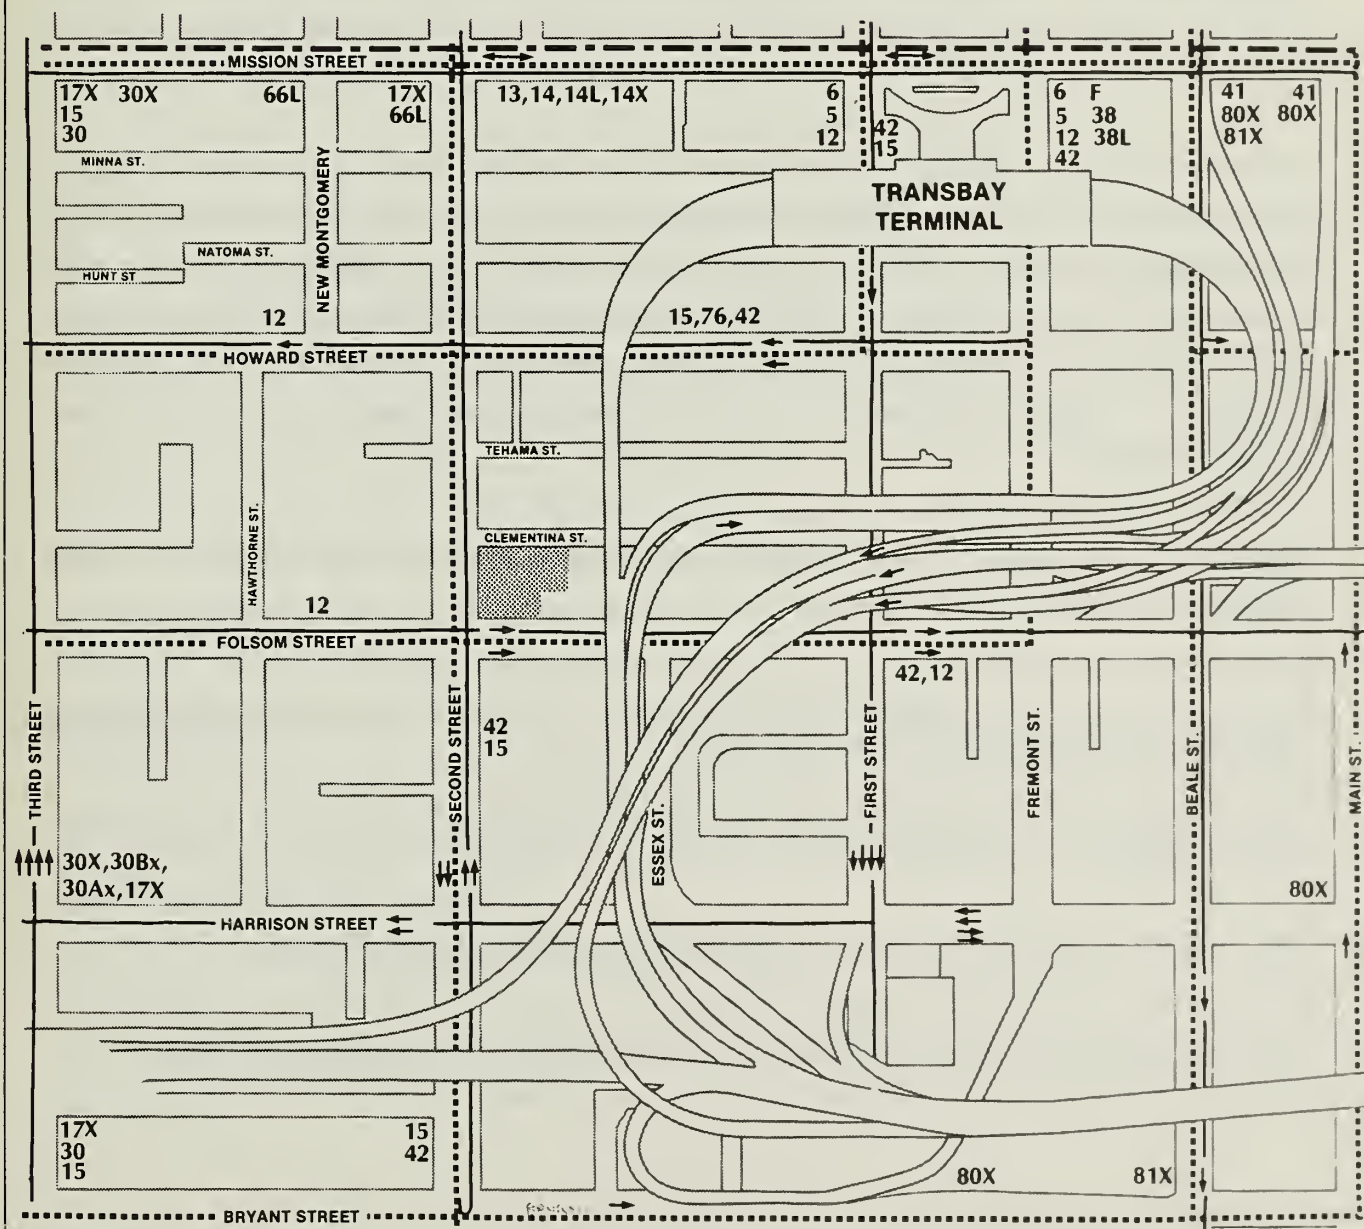 MISSION STREET
17X 30X 66L 17X 13,14,14L,14X 6 6 F 41 41
15 66L 5 42 5 38 80X 80X
30 12 15 12 38L 81X
42
MINNA ST.
NEW MONTGOMERY
TRANSBAY
TERMINAL
NATOMA ST.
HUNT ST
12 15,76,42
HOWARD STREET
TEHAMA ST.
HAWTHORNE ST.
CLEMENTINA ST.
12
FOLSOM STREET
42,12
42
15
THIRD STREET
SECOND STREET
ESSEX ST.
FIRST STREET
FREMONT ST.
BEALE ST.
MAIN ST.
30X,30Bx,
30Ax,17X
80X
HARRISON STREET
17X 15
30 42
15
80X 81X
BRYANT STREET